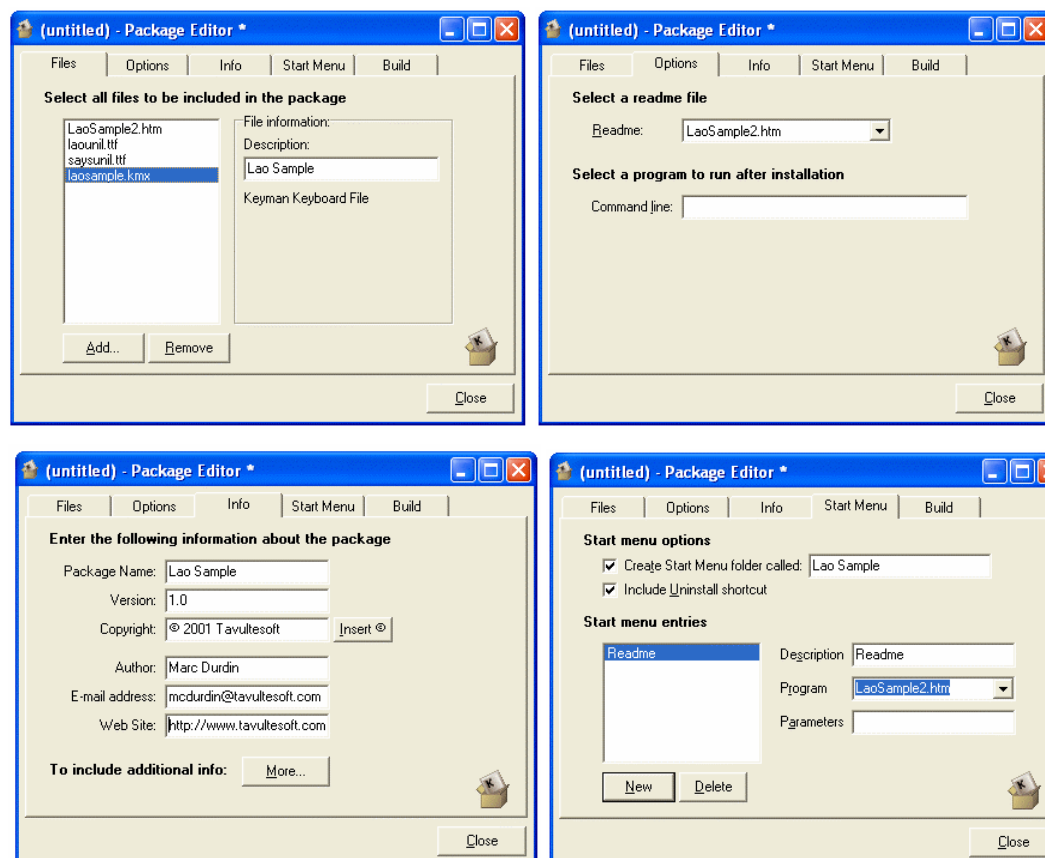 (untitled) - Package Editor *
Files Options Info Start Menu Build
Select all files to be included in the package
LaoSample2.htm
laounil.ttf
saysunil.ttf
laosample.kmx
File information:
Description:
Lao Sample
Keyman Keyboard File
Add... Remove
K
Close
(untitled) - Package Editor *
Files Options Info Start Menu Build
Select a readme file
Readme: LaoSample2.htm
Select a program to run after installation
Command line:
K
Close
(untitled) - Package Editor *
Files Options Info Start Menu Build
Enter the following information about the package
Package Name: Lao Sample
Version: 1.0
Copyright: © 2001 Tavultesoft Insert ©
Author: Marc Durdin
E-mail address: mcdurdin@tavultesoft.com
Web Site: http://www.tavultesoft.com
To include additional info: More...
K
Close
(untitled) - Package Editor *
Files Options Info Start Menu Build
Start menu options
Create Start Menu folder called: Lao Sample
Include Uninstall shortcut
Start menu entries
Readme
Description Readme
Program LaoSample2.htm
Parameters
New Delete
K
Close